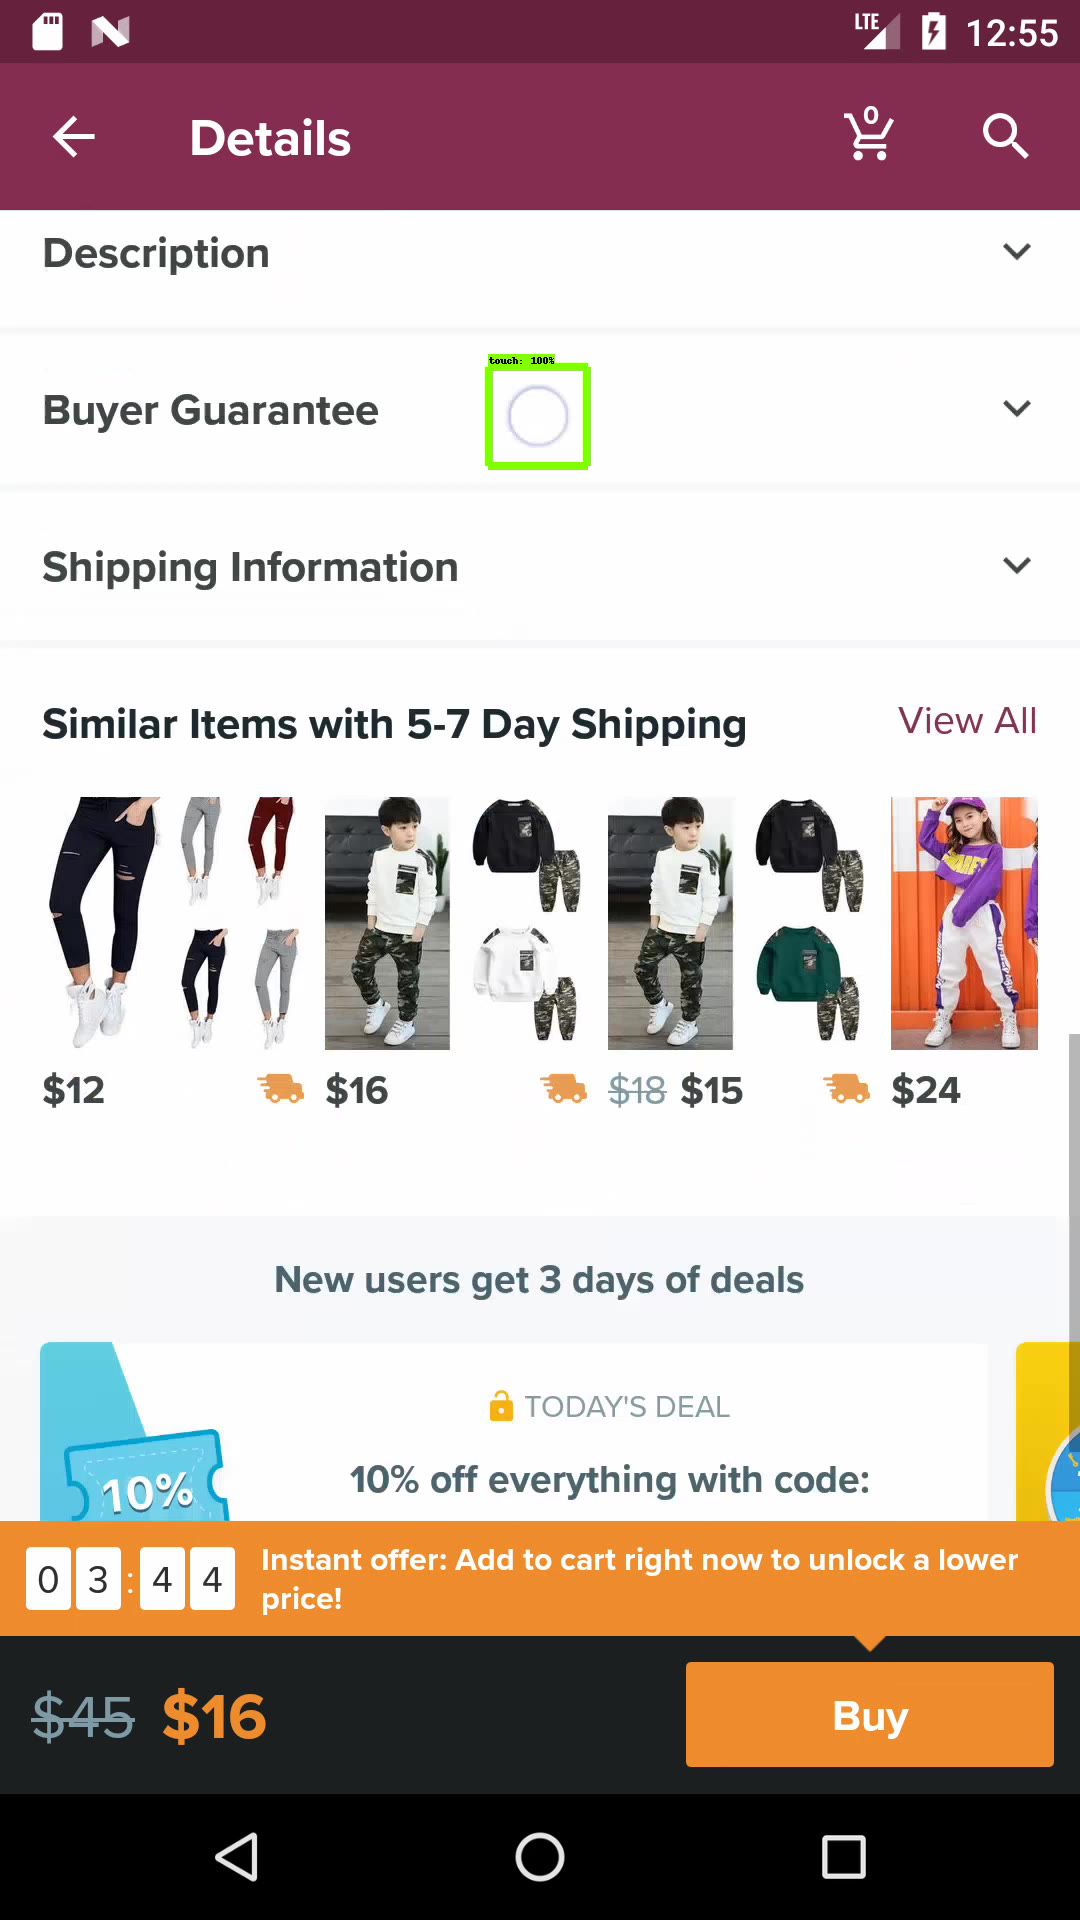 LTE 12:55
Details
0
Description
touch: 100%
Buyer Guarantee
Shipping Information
Similar Items with 5-7 Day Shipping View All
$12 $16 $18 $15 $24
New users get 3 days of deals
TODAY'S DEAL
10% off everything with code:
10%
0 3 : 4 4
Instant offer: Add to cart right now to unlock a lower
price!
$45 $16
Buy